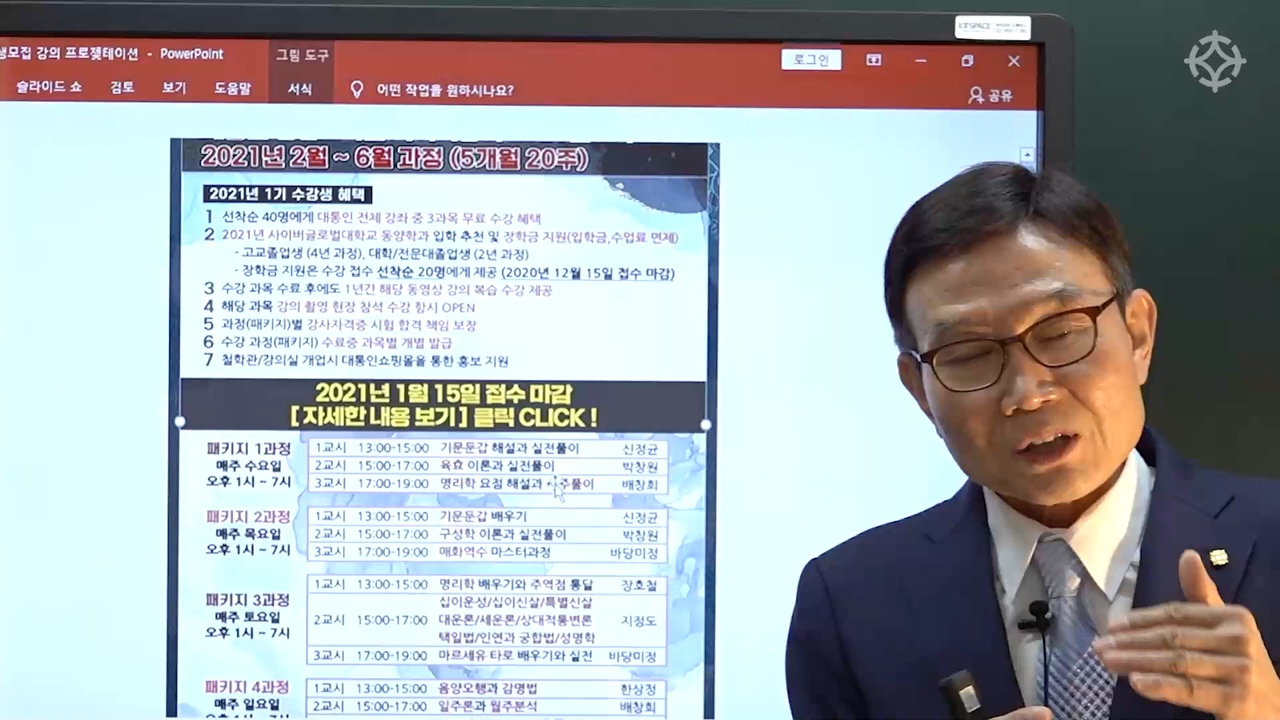 생모집 강의 프로젲테이션 - PowerPoint
그림 도구
로그인
슬라이드 쇼
검토
보기
도움말
서식
어떤 작업을 원하시나요?
공유
2021년 2월 ~ 6월 과정 (5개월 20주)
2021년 1기 수강생 혜택
1 선착순 40명에게 대통인 전체 강좌 중 3과목 무료 수강 혜택
2 2021년 사이버글로벌대학교 동양학과 입학 추천 및 장학금 지원(입학금,수업료 면제)
- 고교졸업생 (4년 과정), 대학/전문대졸업생 (2년 과정)
- 장학금 지원은 수강 접수 선착순 20명에게 제공 (2020년 12월 15일 접수 마감)
3 수강 과목 수료 후에도 1년간 해당 동영상 강의 복습 수강 제공
4 해당 과목 강의 촬영 현장 참석 수강 항시 OPEN
5 과정(패키지)별 강사자격증 시험 합격 책임 보장
6 수강 과정(패키지) 수료증 과목별 개별 발급
7 철학관/강의실 개업시 대통인쇼핑몰을 통한 홍보 지원
2021년 1월 15일 접수 마감
[ 자세한 내용 보기 ] 클릭 CLICK !
패키지 1과정
매주 수요일
오후 1시 ~ 7시
1교시 13:00-15:00 기문둔갑 해설과 실전풀이 신정균
2교시 15:00-17:00 육효 이론과 실전풀이 박창원
3교시 17:00-19:00 명리학 요점 해설과 사주풀이 배창희
패키지 2과정
매주 목요일
오후 1시 ~ 7시
1교시 13:00-15:00 기문둔갑 배우기 신정균
2교시 15:00-17:00 구성학 이론과 실전풀이 박창원
3교시 17:00-19:00 매화역수 마스터과정 바당미정
패키지 3과정
매주 토요일
오후 1시 ~ 7시
1교시 13:00-15:00 명리학 배우기와 주역점 통달 장호철
2교시 15:00-17:00 십이운성/십이신살/특별신살
대운론/세운론/상대적통변론
택일법/인연과 궁합법/성명학 지정도
3교시 17:00-19:00 마르세유 타로 배우기와 실전 바당미정
패키지 4과정
매주 일요일
1교시 13:00-15:00 음양오행과 감명법 한상정
2교시 15:00-17:00 일주론과 월주분석 배창희